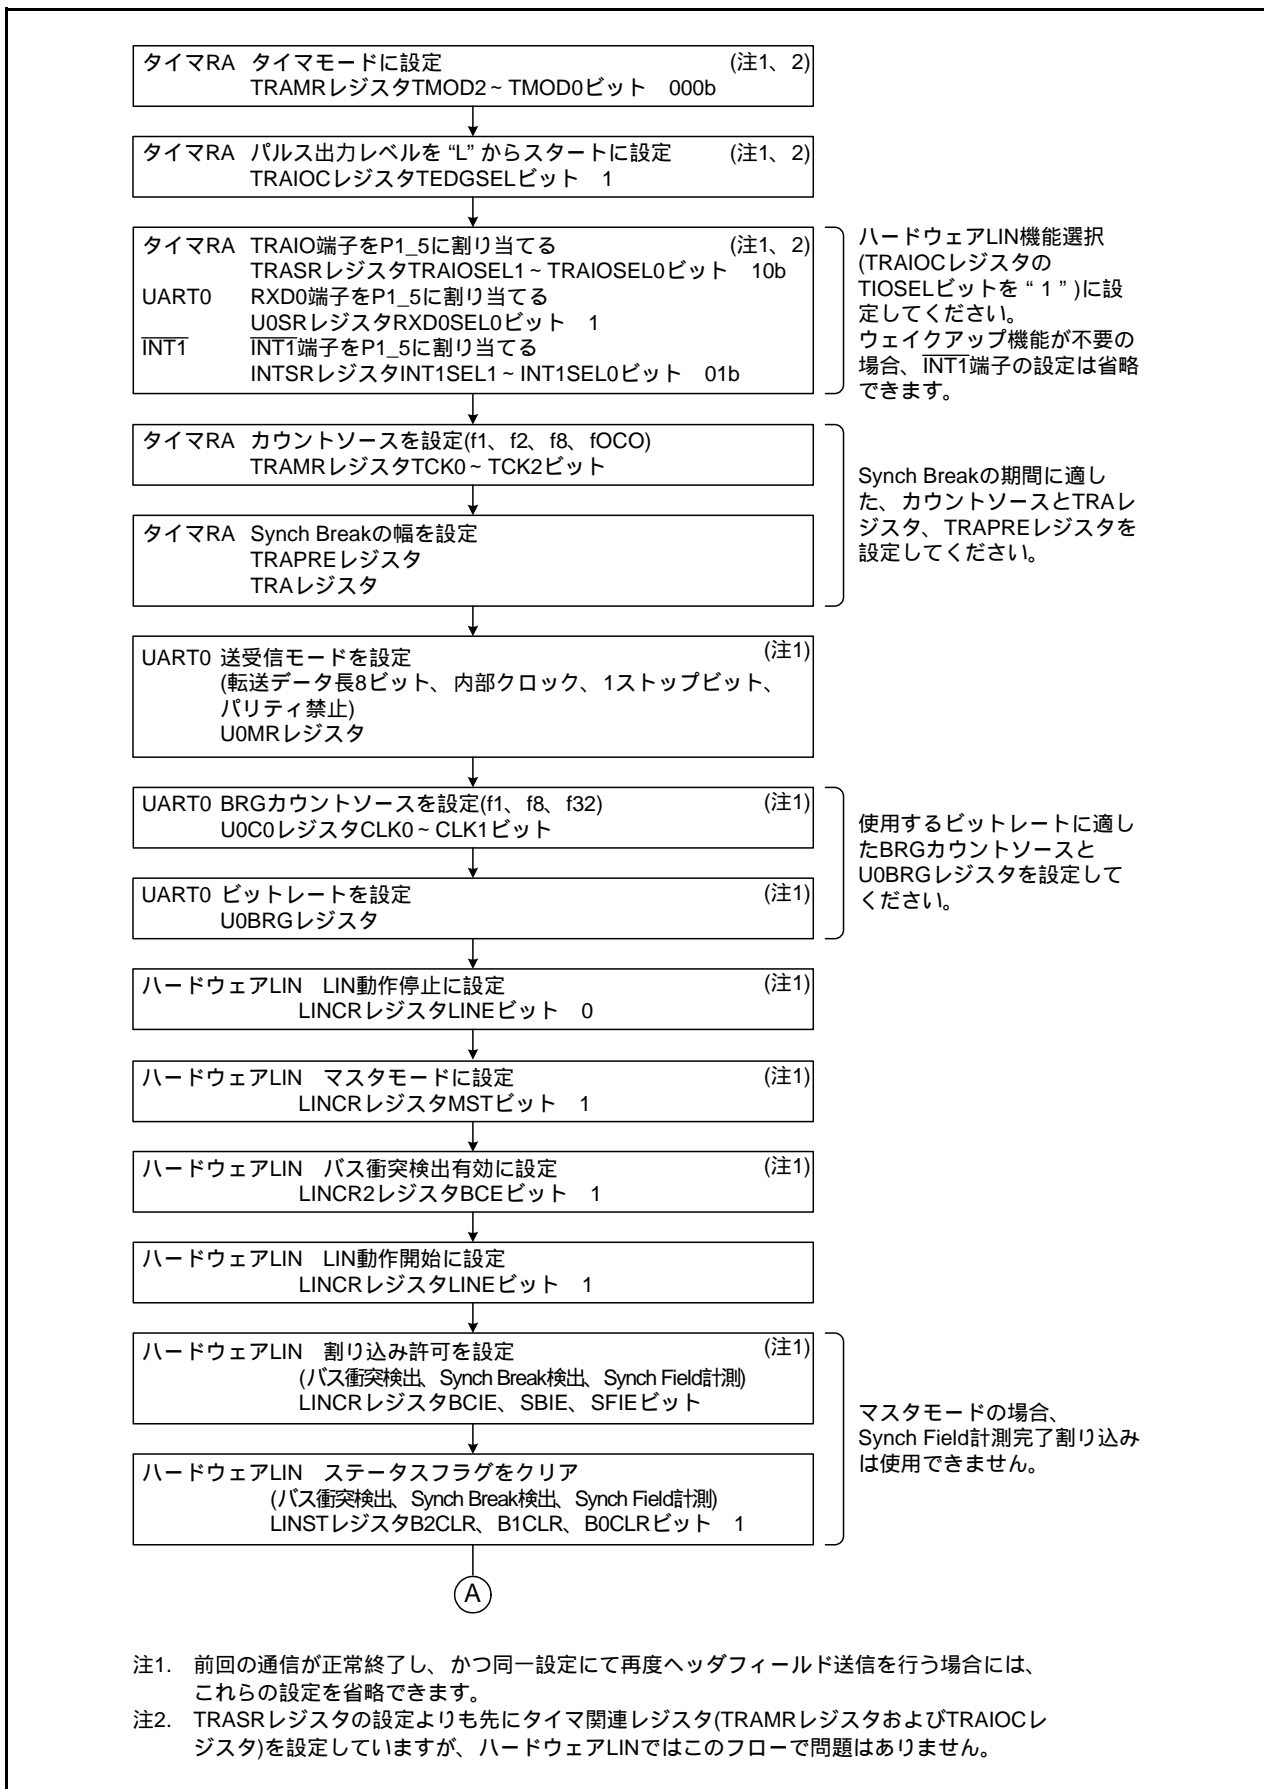 タイマRA タイマモードに設定 (注1、2)
TRAMRレジスタTMOD2~TMOD0ビット 000b
タイマRA パルス出力レベルを “L” からスタートに設定 (注1、2)
TRAIOCレジスタTEDGSELビット 1
タイマRA TRAIO端子をP1_5に割り当てる (注1、2)
TRASRレジスタTRAIOSEL1~TRAIOSEL0ビット 10b
UART0 RXD0端子をP1_5に割り当てる
U0SRレジスタRXD0SEL0ビット 1
INT1 INT1端子をP1_5に割り当てる
INTSRレジスタINT1SEL1~INT1SEL0ビット 01b
ハードウェアLIN機能選択
(TRAIOCレジスタの
TIOSELビットを “ 1 ” )に設
定してください。
ウェイクアップ機能が不要の
場合、INT1端子の設定は省略
できます。
タイマRA カウントソースを設定(f1、f2、f8、fOCO)
TRAMRレジスタTCK0~TCK2ビット
タイマRA Synch Breakの幅を設定
TRAPREレジスタ
TRAレジスタ
Synch Breakの期間に適し
た、カウントソースとTRAレ
ジスタ、TRAPREレジスタを
設定してください。
UART0 送受信モードを設定 (注1)
(転送データ長8ビット、内部クロック、1ストップビット、
パリティ禁止)
U0MRレジスタ
UART0 BRGカウントソースを設定(f1、f8、f32) (注1)
U0C0レジスタCLK0~CLK1ビット
UART0 ビットレートを設定 (注1)
U0BRGレジスタ
使用するビットレートに適し
たBRGカウントソースと
U0BRGレジスタを設定して
ください。
ハードウェアLIN LIN動作停止に設定 (注1)
LINCRレジスタLINEビット 0
ハードウェアLIN マスタモードに設定 (注1)
LINCRレジスタMSTビット 1
ハードウェアLIN バス衝突検出有効に設定 (注1)
LINCR2レジスタBCEビット 1
ハードウェアLIN LIN動作開始に設定
LINCRレジスタLINEビット 1
ハードウェアLIN 割り込み許可を設定 (注1)
(バス衝突検出、Synch Break検出、Synch Field計測)
LINCRレジスタBCIE、SBIE、SFIEビット
ハードウェアLIN ステータスフラグをクリア
(バス衝突検出、Synch Break検出、Synch Field計測)
LINSTレジスタB2CLR、B1CLR、B0CLRビット 1
マスタモードの場合、
Synch Field計測完了割り込み
は使用できません。
A
注1. 前回の通信が正常終了し、かつ同一設定にて再度ヘッダフィールド送信を行う場合には、
これらの設定を省略できます。
注2. TRASRレジスタの設定よりも先にタイマ関連レジスタ(TRAMRレジスタおよびTRAIOCレ
ジスタ)を設定していますが、ハードウェアLINではこのフローで問題はありません。